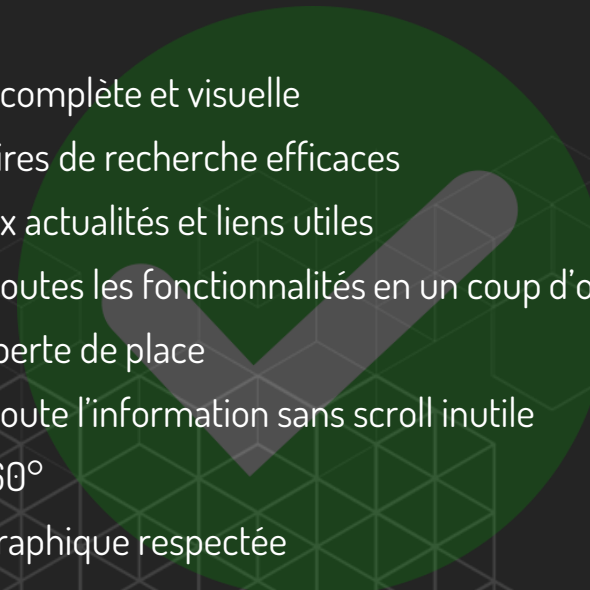 complète et visuelle
ires de recherche efficaces
x actualités et liens utiles
outes les fonctionnalités en un coup d'o
perte de place
oute l'information sans scroll inutile
60°
raphique respectée